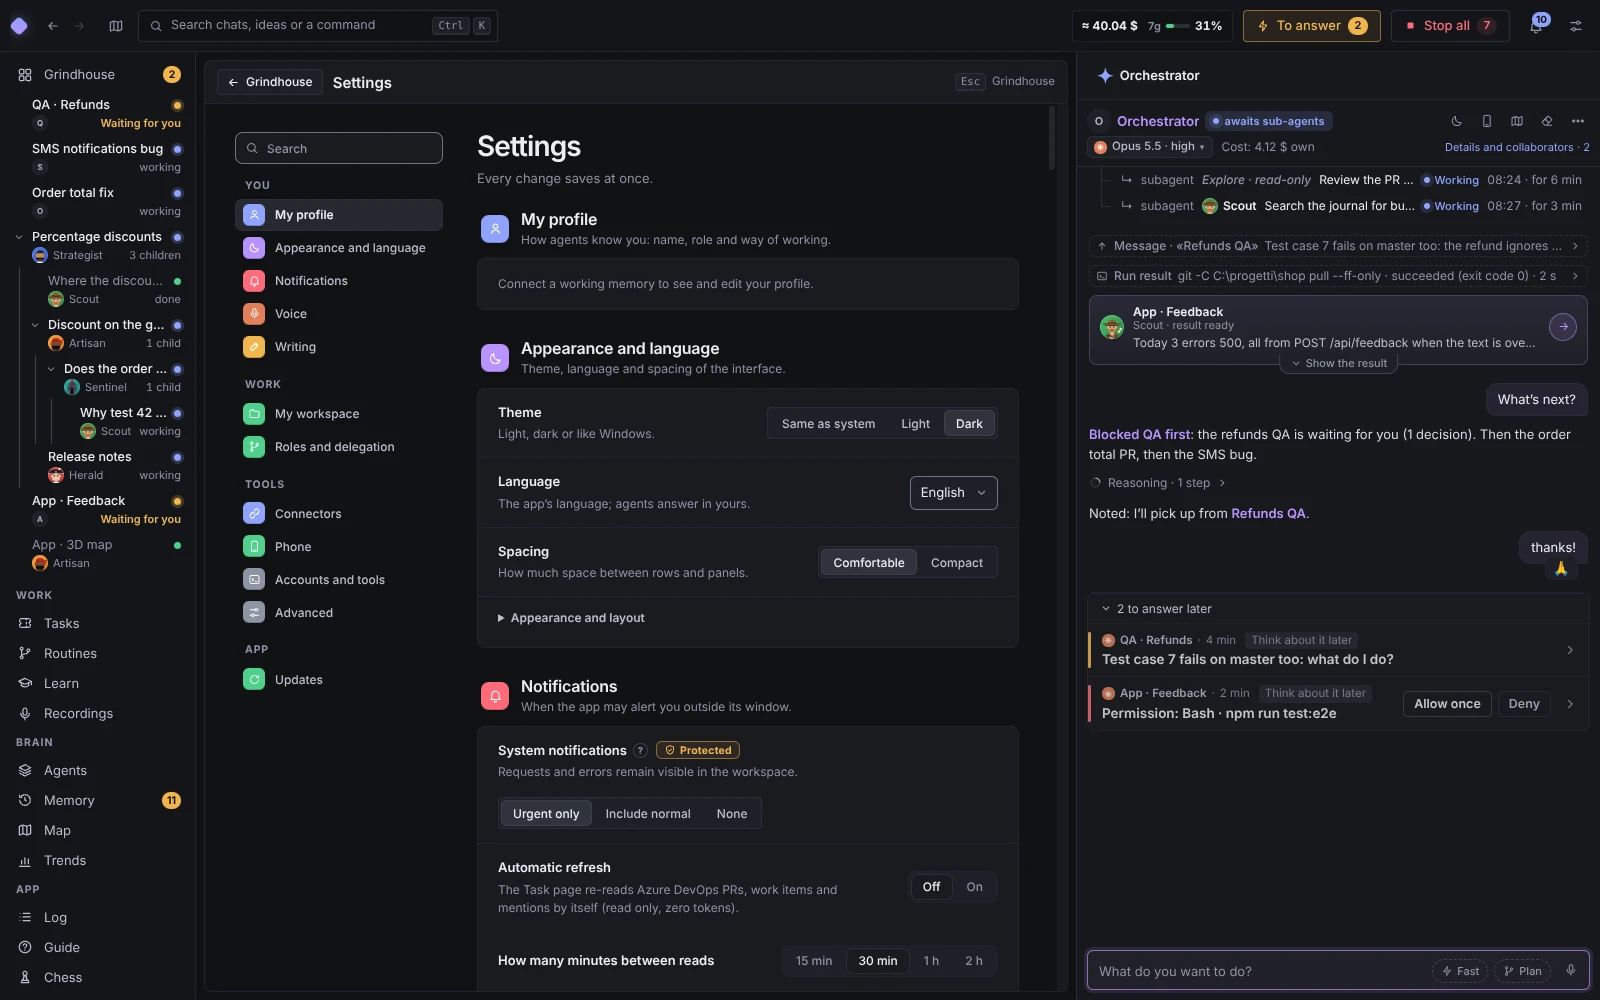 Search chats, ideas or a command
Ctrl K
≈ 40.04 $ 7g 31%
To answer 2
Stop all 7
10
Grindhouse 2
QA · Refunds
Q Waiting for you
SMS notifications bug
S working
Order total fix
O working
Percentage discounts
Strategist 3 children
Where the discou...
Scout done
Discount on the g...
Artisan 1 child
Does the order ...
Sentinel 1 child
Why test 42 ...
Scout working
Release notes
Herald working
App · Feedback
A Waiting for you
App · 3D map
Artisan
WORK
Tasks
Routines
Learn
Recordings
BRAIN
Agents
Memory 11
Map
Trends
APP
Log
Guide
Chess
← Grindhouse
Settings
Esc Grindhouse
Search
YOU
My profile
Appearance and language
Notifications
Voice
Writing
WORK
My workspace
Roles and delegation
TOOLS
Connectors
Phone
Accounts and tools
Advanced
APP
Updates
Settings
Every change saves at once.
My profile
How agents know you: name, role and way of working.
Connect a working memory to see and edit your profile.
Appearance and language
Theme, language and spacing of the interface.
Theme
Light, dark or like Windows.
Same as system Light Dark
Language
The app's language; agents answer in yours.
English
Spacing
How much space between rows and panels.
Comfortable Compact
Appearance and layout
Notifications
When the app may alert you outside its window.
System notifications ? Protected
Requests and errors remain visible in the workspace.
Urgent only Include normal None
Automatic refresh
The Task page re-reads Azure DevOps PRs, work items and
mentions by itself (read only, zero tokens).
Off On
How many minutes between reads
15 min 30 min 1 h 2 h
Orchestrator
O Orchestrator awaits sub-agents
Opus 5.5 · high Cost: 4.12 $ own
Details and collaborators · 2
subagent Explore · read-only Review the PR ... Working 08:24 · for 6 min
subagent Scout Search the journal for bu... Working 08:27 · for 3 min
Message · «Refunds QA» Test case 7 fails on master too: the refund ignores ...
Run result git -C C:\progetti\shop pull --ff-only · succeeded (exit code 0) · 2 s
App · Feedback
Scout · result ready
Today 3 errors 500, all from POST /api/feedback when the text is ove...
Show the result
What's next?
Blocked QA first: the refunds QA is waiting for you (1 decision). Then the order
total PR, then the SMS bug.
Reasoning · 1 step
Noted: I'll pick up from Refunds QA.
thanks!
🙏
2 to answer later
QA · Refunds · 4 min Think about it later
Test case 7 fails on master too: what do I do?
App · Feedback · 2 min Think about it later
Permission: Bash · npm run test:e2e
Allow once Deny
What do you want to do?
Fast Plan